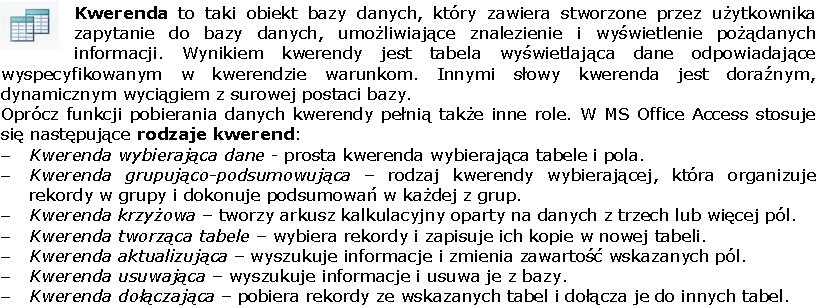 Kwerenda to taki obiekt bazy danych, który zawiera stworzone przez użytkownika
zapytanie do bazy danych, umożliwiające znalezienie i wyświetlenie pożądanych
informacji. Wynikiem kwerendy jest tabela wyświetlająca dane odpowiadające
wyspecyfikowanym w kwerendzie warunkom. Innymi słowy kwerenda jest doraźnym,
dynamicznym wyciągiem z surowej postaci bazy.
Oprócz funkcji pobierania danych kwerendy pełnią także inne role. W MS Office Access stosuje
się następujące rodzaje kwerend:
– Kwerenda wybierająca dane - prosta kwerenda wybierająca tabele i pola.
– Kwerenda grupująco-podsumowująca – rodzaj kwerendy wybierającej, która organizuje
rekordy w grupy i dokonuje podsumowań w każdej z grup.
– Kwerenda krzyżowa – tworzy arkusz kalkulacyjny oparty na danych z trzech lub więcej pól.
– Kwerenda tworząca tabele – wybiera rekordy i zapisuje ich kopie w nowej tabeli.
– Kwerenda aktualizująca – wyszukuje informacje i zmienia zawartość wskazanych pól.
– Kwerenda usuwająca – wyszukuje informacje i usuwa je z bazy.
– Kwerenda dołączająca – pobiera rekordy ze wskazanych tabel i dołącza je do innych tabel.